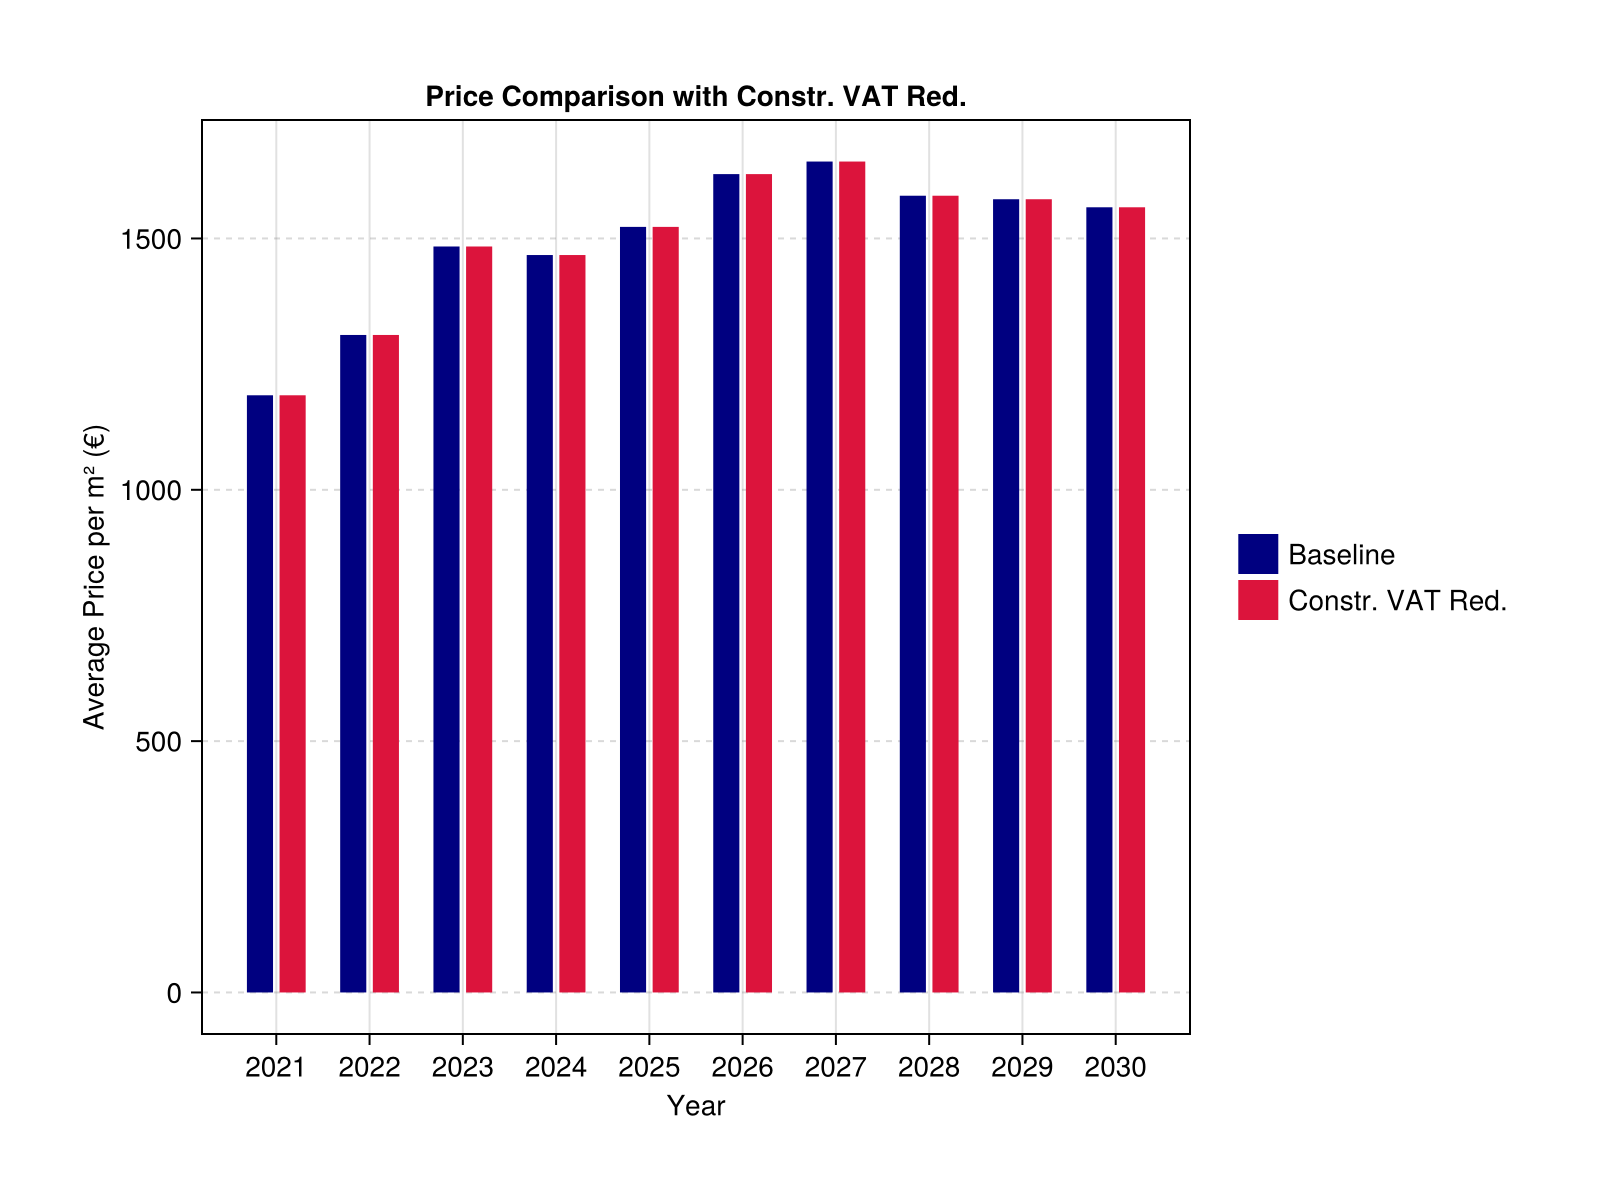 Price Comparison with Constr. VAT Red.
Average Price per m² (€)
1500
1000
500
0
2021 2022 2023 2024 2025 2026 2027 2028 2029 2030
Year
Baseline
Constr. VAT Red.